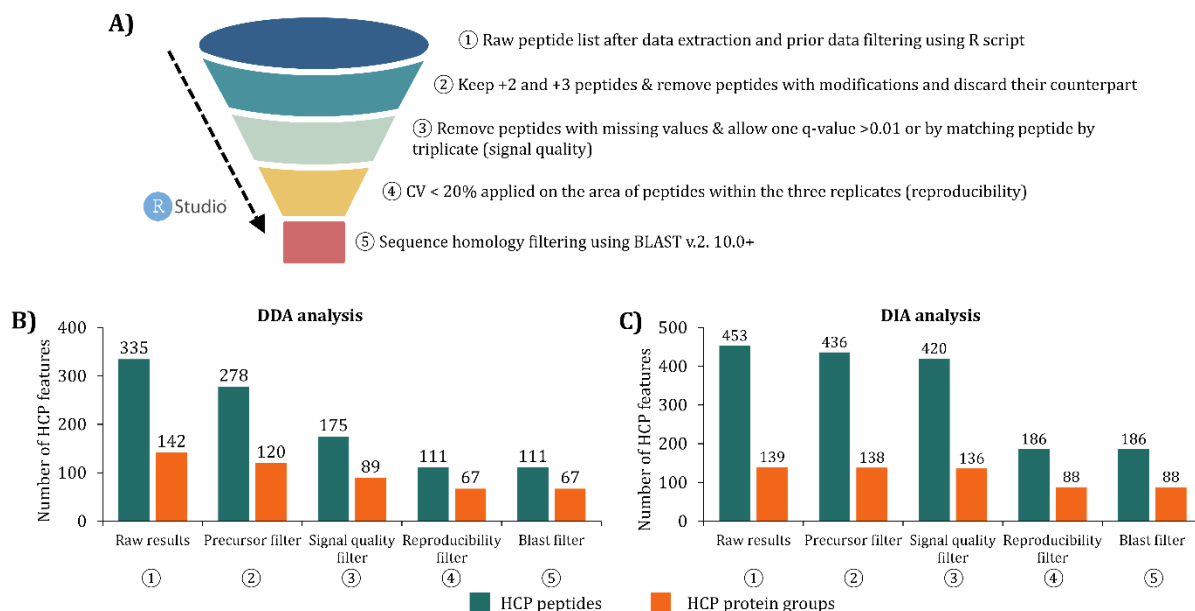 A)
① Raw peptide list after data extraction and prior data filtering using R script
② Keep +2 and +3 peptides & remove peptides with modifications and discard their counterpart
③ Remove peptides with missing values & allow one q-value >0.01 or by matching peptide by
triplicate (signal quality)
④ CV < 20% applied on the area of peptides within the three replicates (reproducibility)
R Studio
⑤ Sequence homology filtering using BLAST v.2. 10.0+
B)
DDA analysis
Number of HCP features
400
300
200
100
0
335
142
278
120
175
89
111
67
111
67
Raw results
Precursor filter
Signal quality
filter
Reproducibility
filter
Blast filter
①
②
③
④
⑤
C)
DIA analysis
Number of HCP features
500
400
300
200
100
0
453
139
436
138
420
136
186
88
186
88
Raw results
Precursor filter
Signal quality
filter
Reproducibility
filter
Blast filter
①
②
③
④
⑤
HCP peptides
HCP protein groups